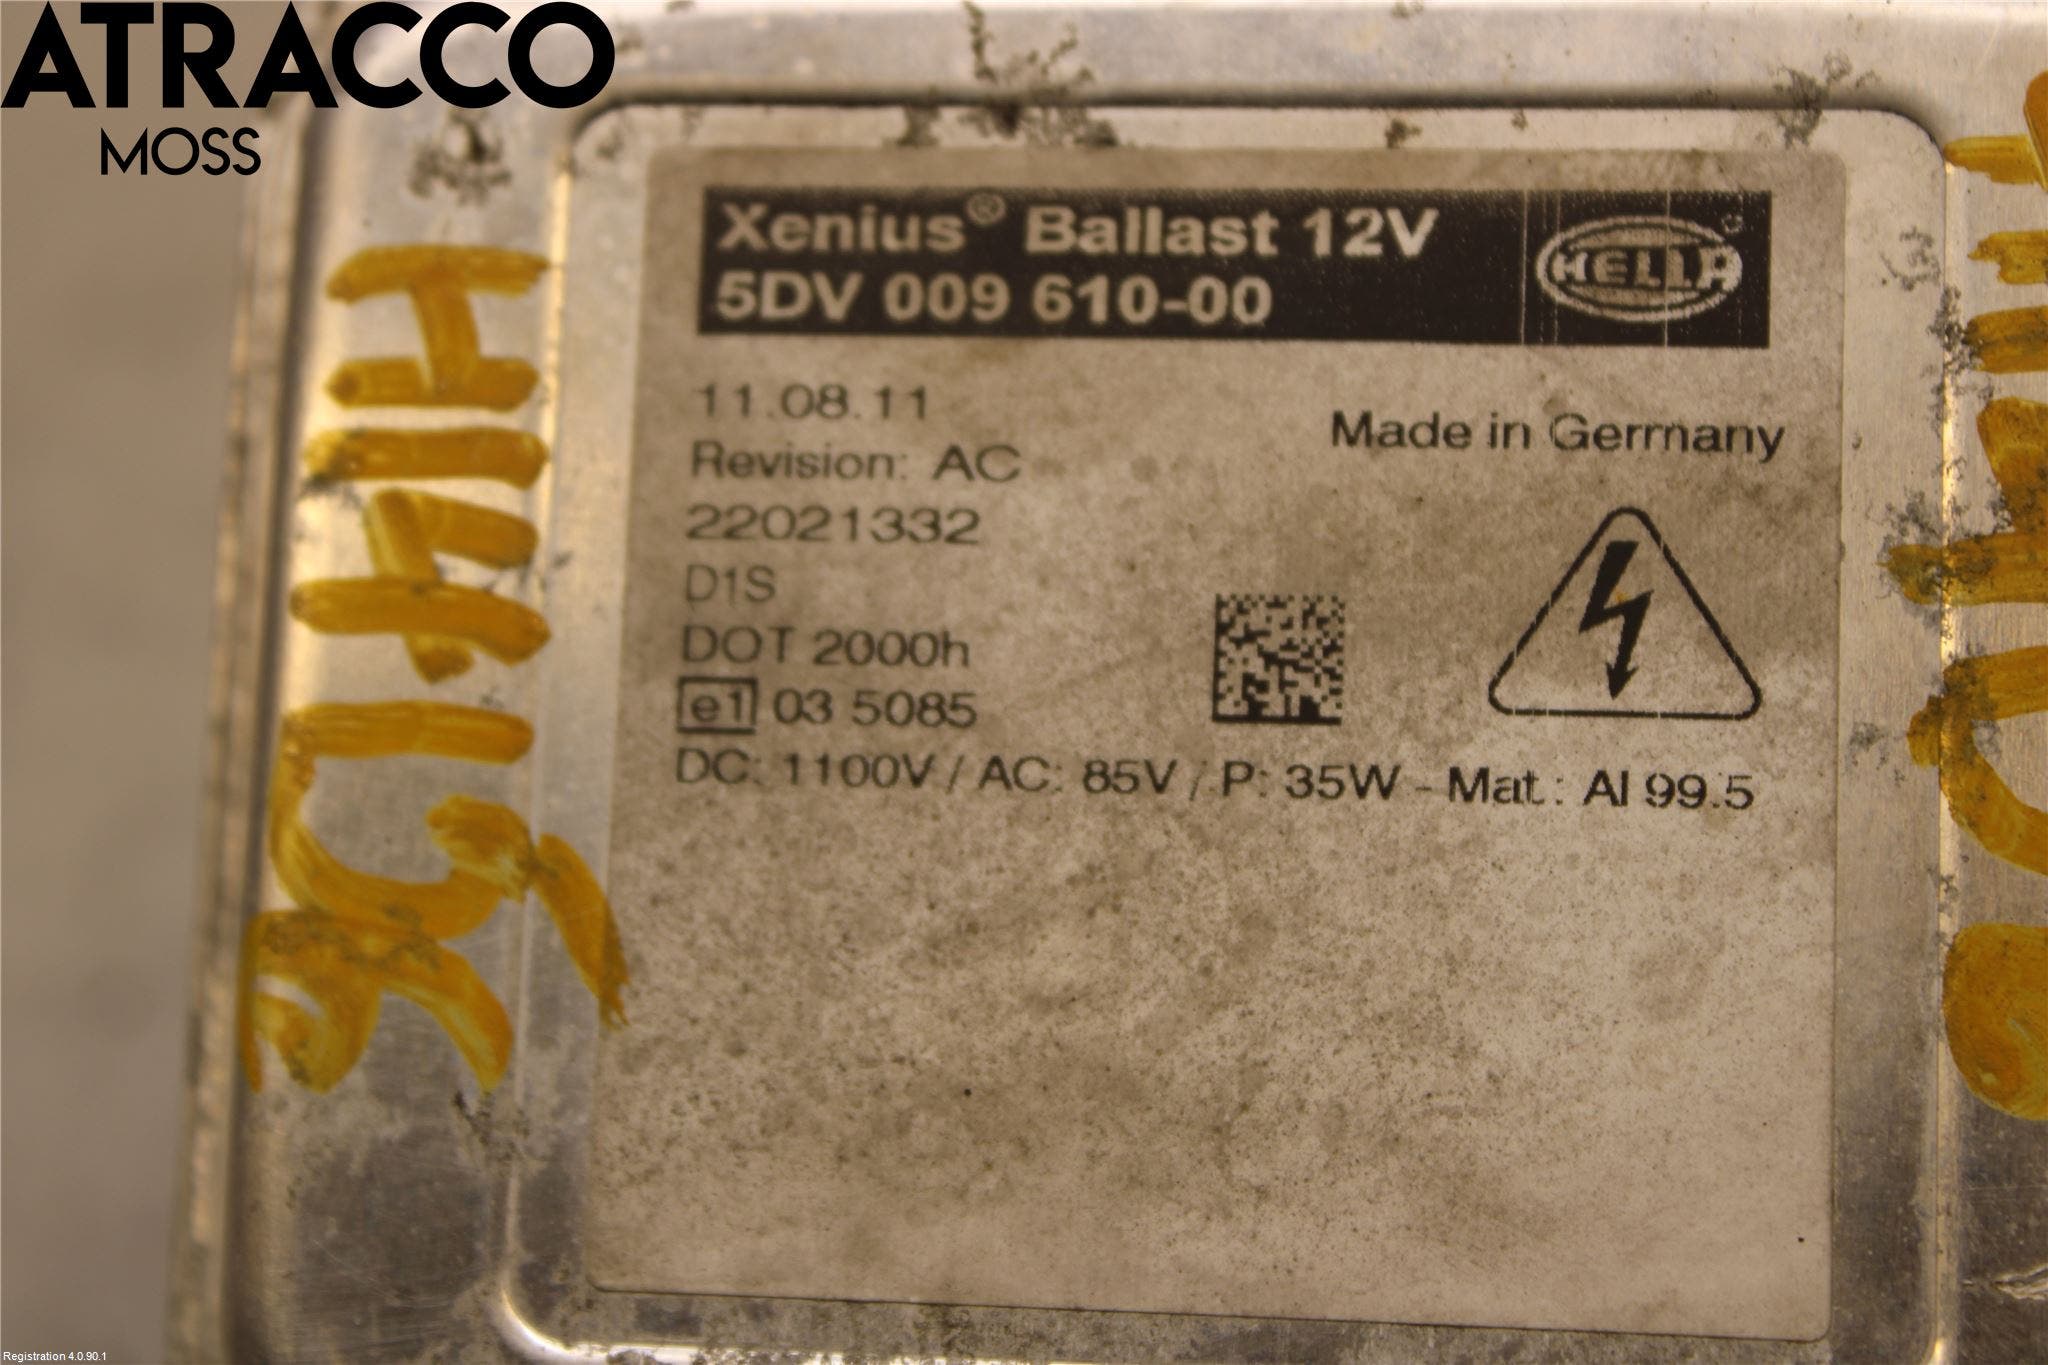 ATRACCO
MOSS
Xenius® Ballast 12V
5DV 009 610-00
HELLA
11.08.11
Made in Germany
Revision: AC
22021332
D1S
DOT 2000h
e1 03 5085
DC: 1100V / AC: 85V / P: 35W - Mat.: Al 99.5
Registration 4.0.90.1